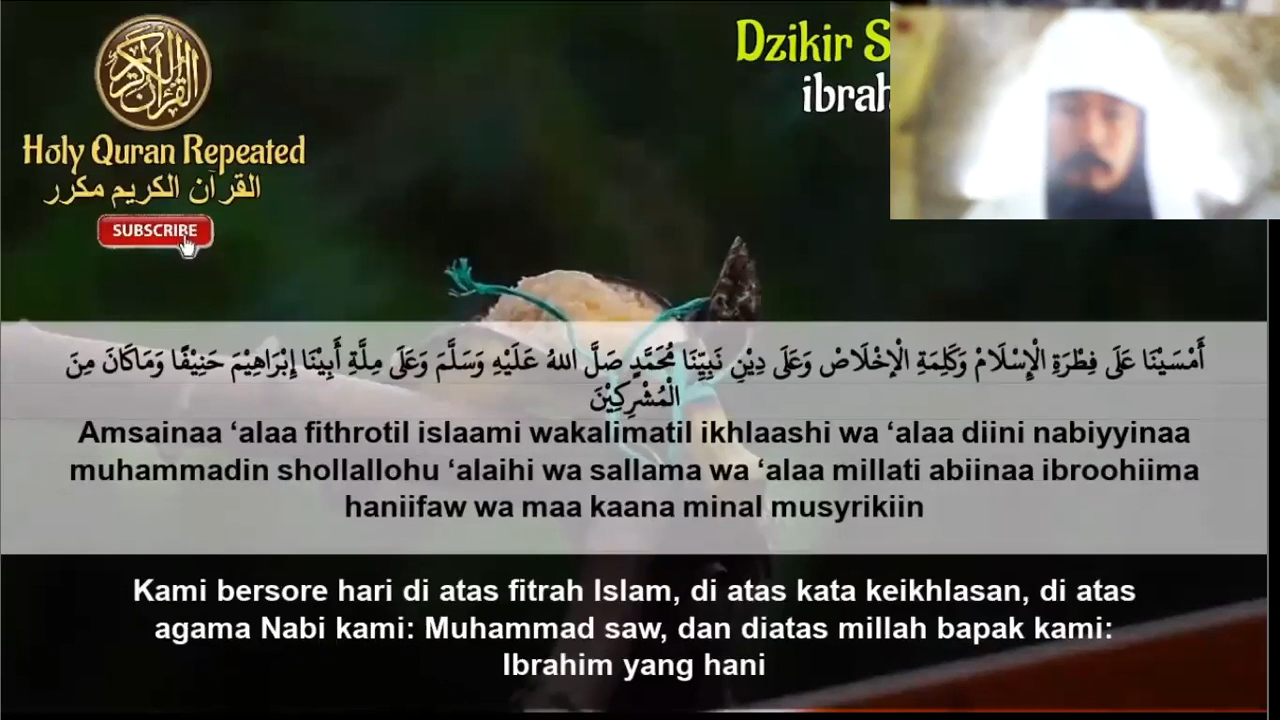 Dzikir S
ibrah
Holy Quran Repeated
القرآن الكريم مكرر
SUBSCRIBE
أَمْسَيْنَا عَلَى فِطْرَةِ الْإِسْلَامْ وَكَلِمَةِ الْإِخْلَاصْ وَعَلَى دِيْنِ نَبِيِّنَا مُحَمَّدٍ صَلَّ اللهُ عَلَيْهِ وَسَلَّمَ وَعَلَى مِلَّةِ أَبِيْنَا إِبْرَاهِيْمَ حَنِيْفًا وَمَاكَانَ مِنَ
الْمُشْرِكِيْنَ
Amsainaa ‘alaa fithrotil islaami wakalimatil ikhlaashi wa ‘alaa diini nabiyyinaa
muhammadin shollallohu ‘alaihi wa sallama wa ‘alaa millati abiinaa ibroohiima
haniifaw wa maa kaana minal musyrikiin
Kami bersore hari di atas fitrah Islam, di atas kata keikhlasan, di atas
agama Nabi kami: Muhammad saw, dan diatas millah bapak kami:
Ibrahim yang hani